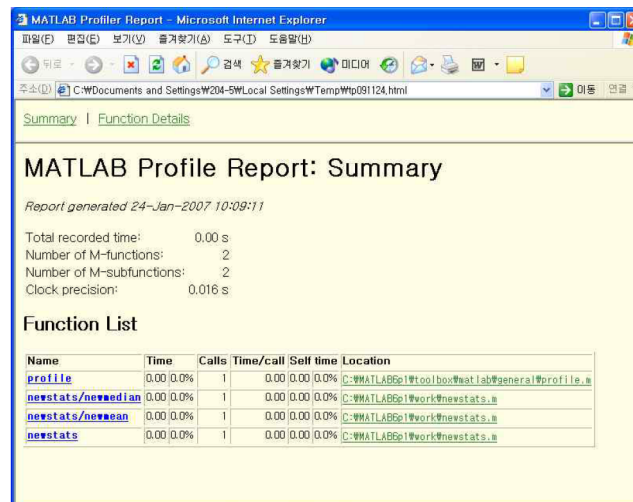 MATLAB Profiler Report - Microsoft Internet Explorer
파일(F) 편집(E) 보기(V) 즐겨찾기(A) 도구(T) 도움말(H)
뒤로 검색 즐겨찾기 미디어
주소(D) C:₩Documents and Settings₩204-5₩Local Settings₩Temp₩tp091124.html 이동 연결
Summary | Function Details
MATLAB Profile Report: Summary
Report generated 24-Jan-2007 10:09:11
Total recorded time: 0.00 s
Number of M-functions: 2
Number of M-subfunctions: 2
Clock precision: 0.016 s
Function List
Name Time Calls Time/call Self time Location
profile 0.00 0.0% 1 0.00 0.00 0.0% C:₩MATLAB6p1₩toolbox₩matlab₩general₩profile.m
newstats/newmedian 0.00 0.0% 1 0.00 0.00 0.0% C:₩MATLAB6p1₩work₩newstats.m
newstats/newmean 0.00 0.0% 1 0.00 0.00 0.0% C:₩MATLAB6p1₩work₩newstats.m
newstats 0.00 0.0% 1 0.00 0.00 0.0% C:₩MATLAB6p1₩work₩newstats.m